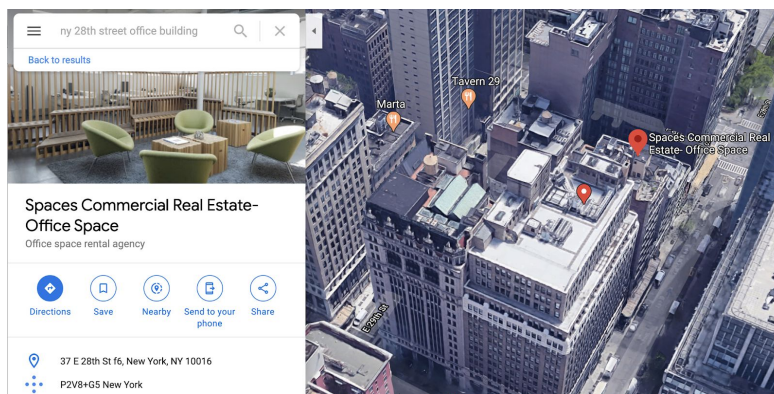 ny 28th street office building
Back to results
Spaces Commercial Real Estate-
Office Space
Office space rental agency
Directions
Save
Nearby
Send to your
phone
Share
37 E 28th St f6, New York, NY 10016
P2V8+G5 New York
Marta
Tavern 29
Spaces Commercial Real
Estate- Office Space
E 29th St